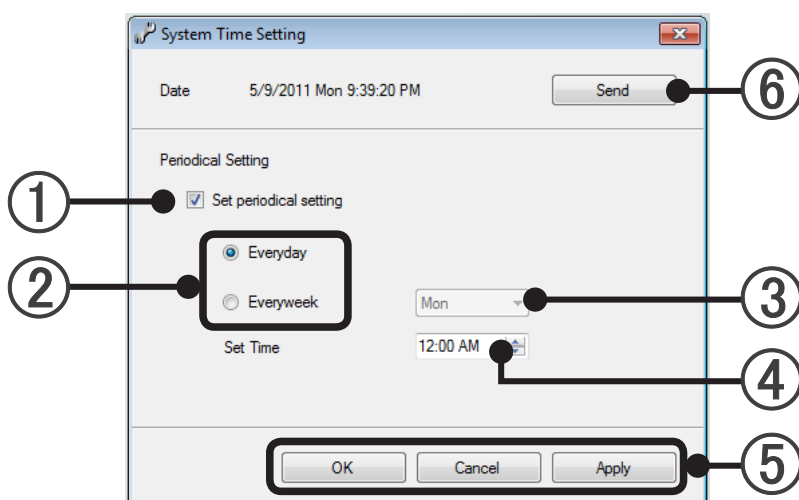 System Time Setting
Date 5/9/2011 Mon 9:39:20 PM Send ⑥
Periodical Setting
① Set periodical setting
② Everyday
Everyweek Mon ③
Set Time 12:00 AM
④
OK Cancel Apply ⑤